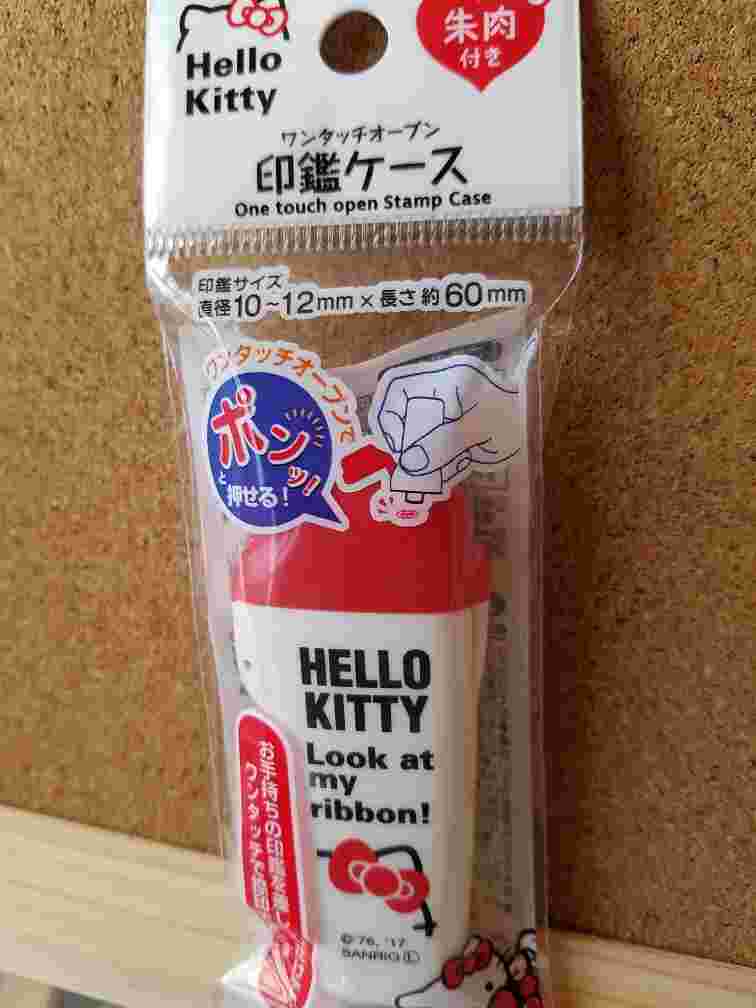 Hello
Kitty
朱肉
付き
ワンタッチオープン
印鑑ケース
One touch open Stamp Case
印鑑サイズ
直径10~12mm×長さ約60mm
ワンタッチオープンで
ポンッ!
と押せる!
HELLO
KITTY
Look at
my
ribbon!
お手持ちの印鑑を
ワンタッチで
©'76, '17
SANRIO Ⓛ